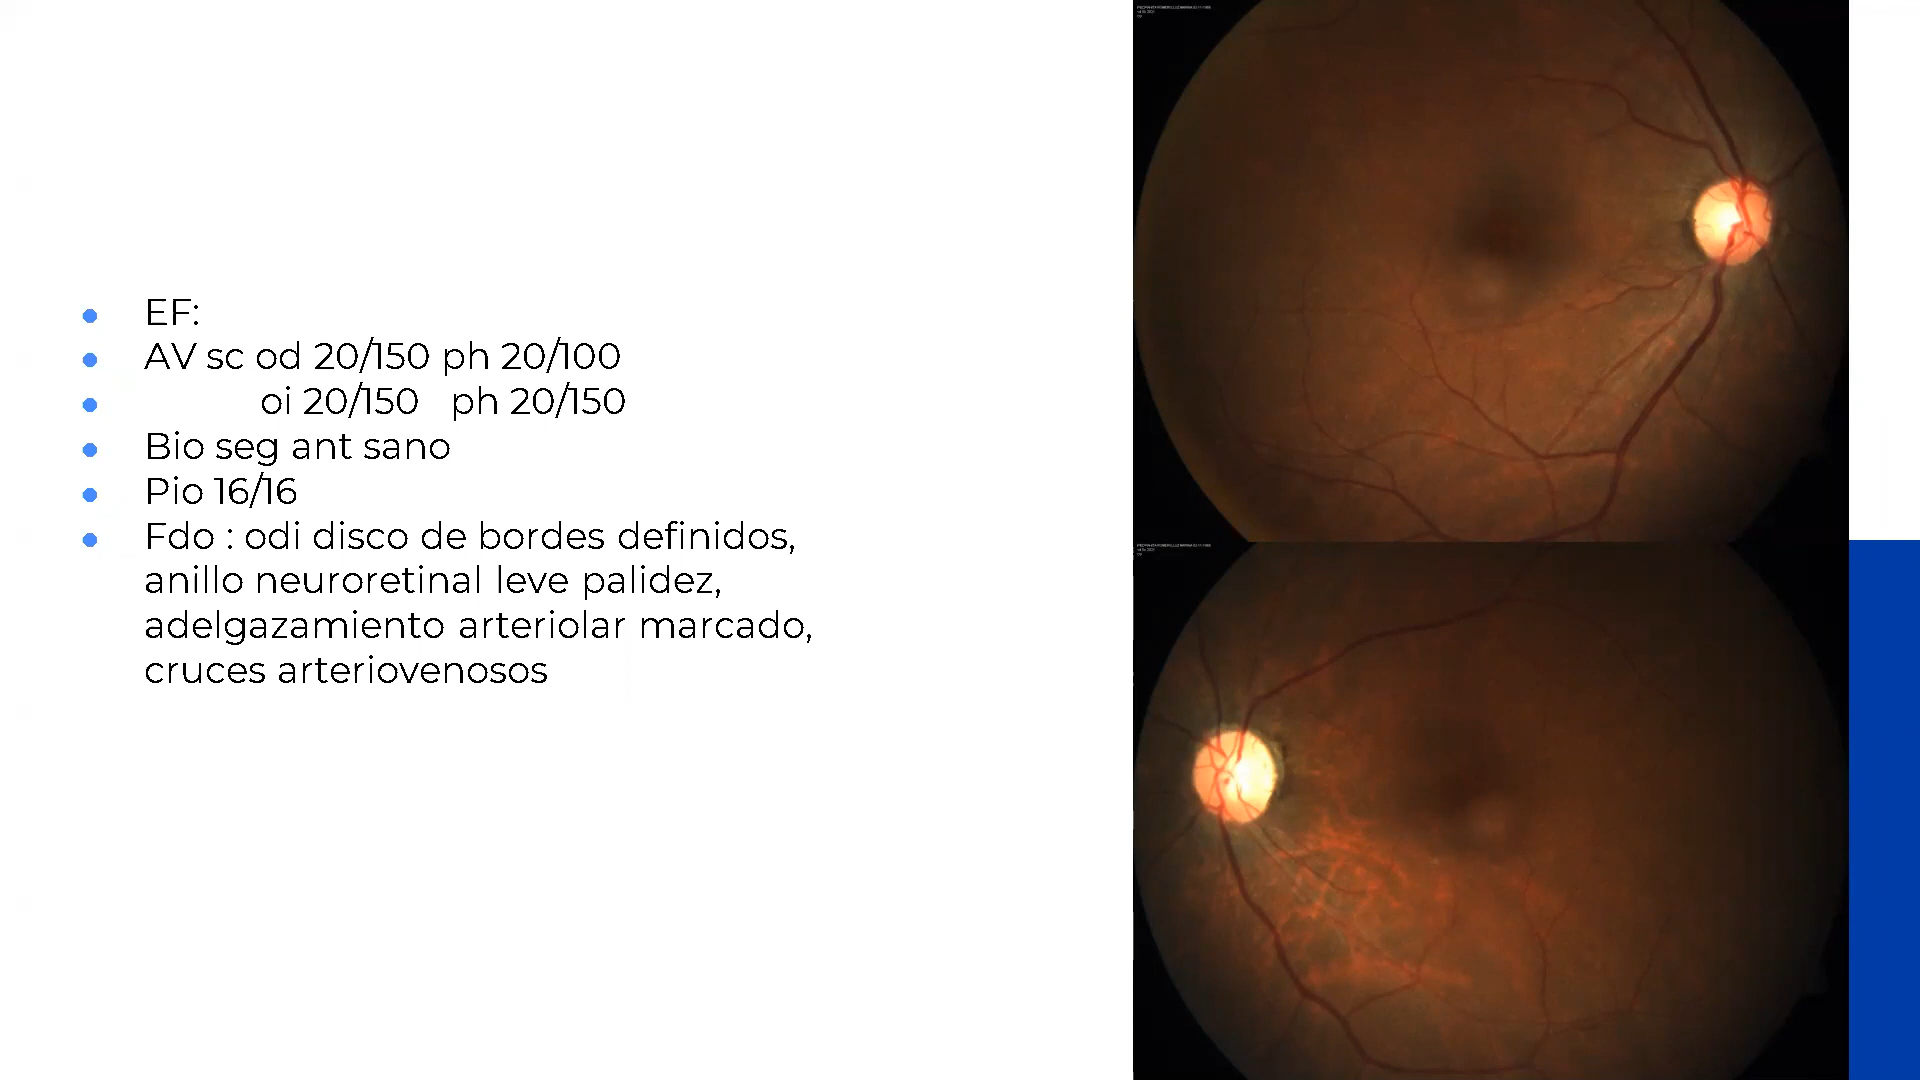 EF:
AV sc od 20/150 ph 20/100
oi 20/150 ph 20/150
Bio seg ant sano
Pio 16/16
Fdo : odi disco de bordes definidos,
anillo neuroretinal leve palidez,
adelgazamiento arteriolar marcado,
cruces arteriovenosos